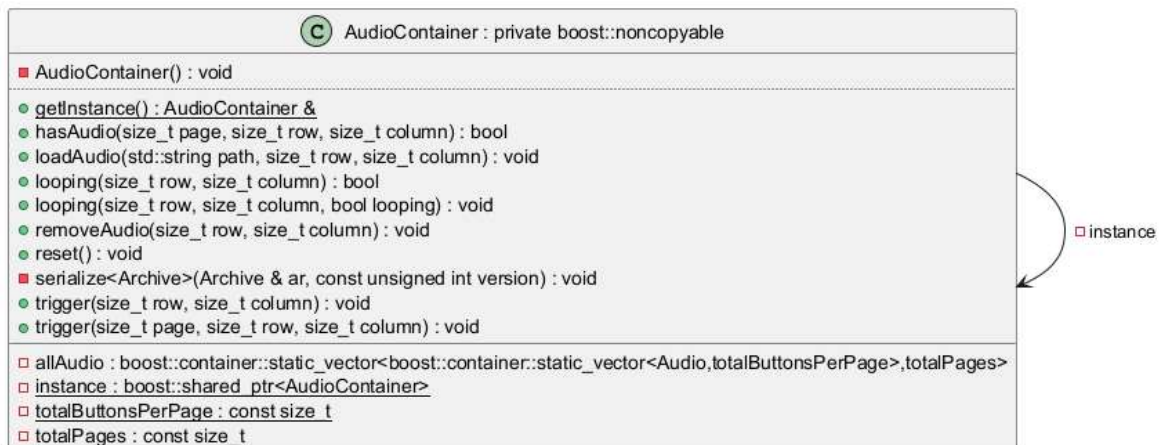 C AudioContainer : private boost::noncopyable
AudioContainer() : void
getInstance() : AudioContainer &
hasAudio(size_t page, size_t row, size_t column) : bool
loadAudio(std::string path, size_t row, size_t column) : void
looping(size_t row, size_t column) : bool
looping(size_t row, size_t column, bool looping) : void
removeAudio(size_t row, size_t column) : void
reset() : void
serialize<Archive>(Archive & ar, const unsigned int version) : void
trigger(size_t row, size_t column) : void
trigger(size_t page, size_t row, size_t column) : void
allAudio : boost::container::static_vector<boost::container::static_vector<Audio,totalButtonsPerPage>,totalPages>
instance : boost::shared_ptr<AudioContainer>
totalButtonsPerPage : const size_t
totalPages : const size_t
instance